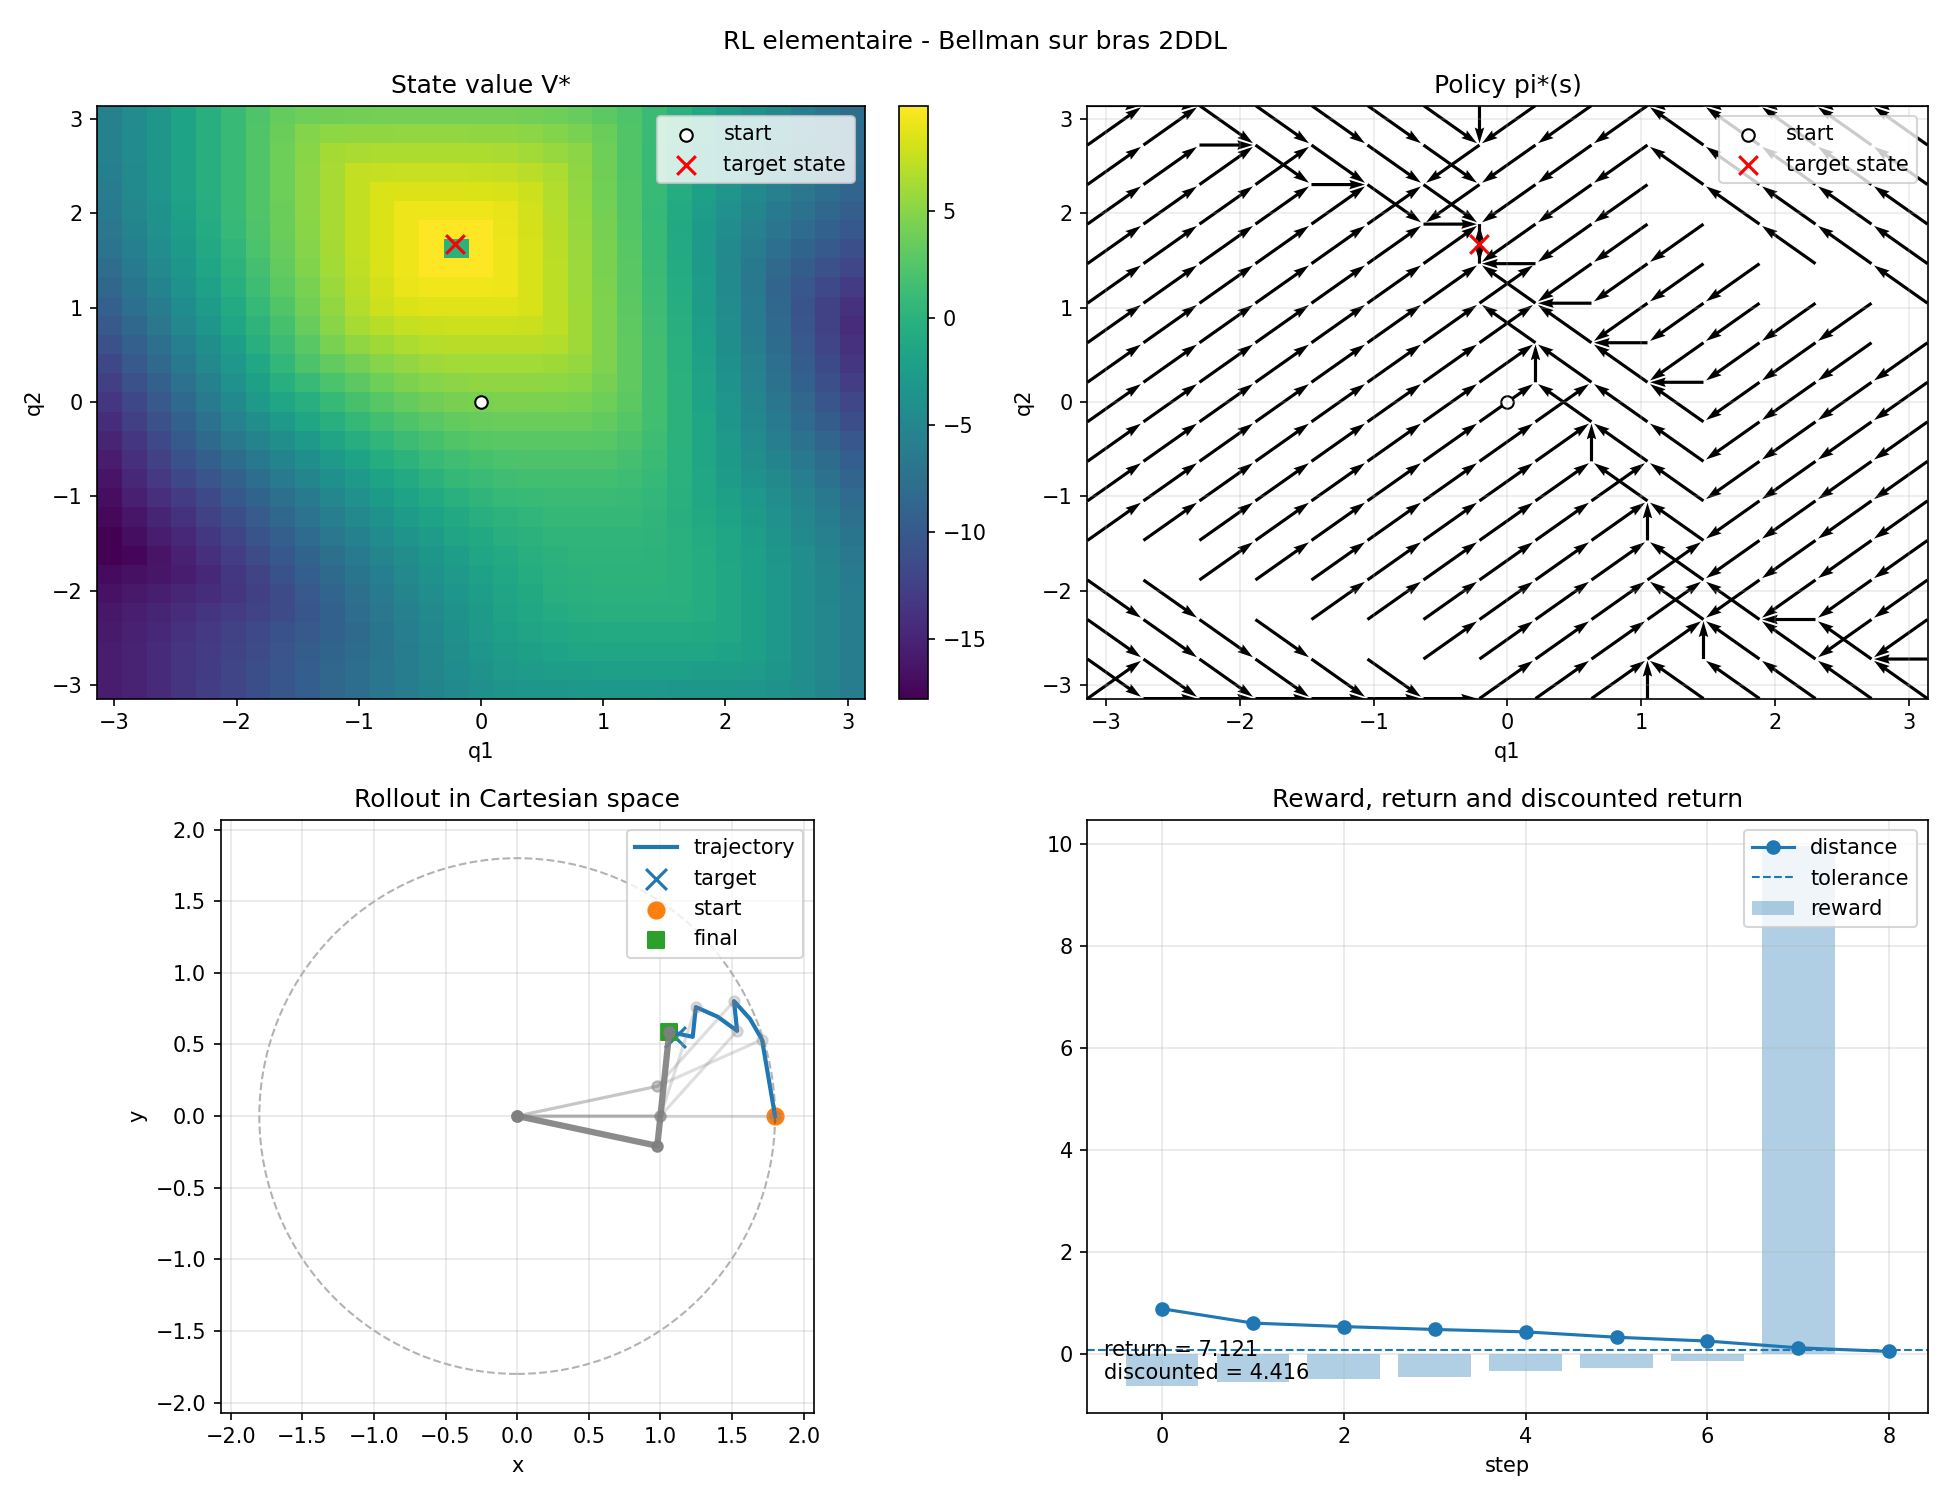 RL elementaire - Bellman sur bras 2DDL
State value V*
3
2
1
0
−1
−2
−3
q2
−3
−2
−1
0
1
2
3
q1
start
target state
5
0
−5
−10
−15
Policy pi*(s)
3
2
1
0
−1
−2
−3
q2
−3
−2
−1
0
1
2
3
q1
start
target state
Rollout in Cartesian space
2.0
1.5
1.0
0.5
0.0
−0.5
−1.0
−1.5
−2.0
y
−2.0
−1.5
−1.0
−0.5
0.0
0.5
1.0
1.5
2.0
x
trajectory
target
start
final
Reward, return and discounted return
10
8
6
4
2
0
0
2
4
6
8
step
distance
tolerance
reward
return = 7.121
discounted = 4.416